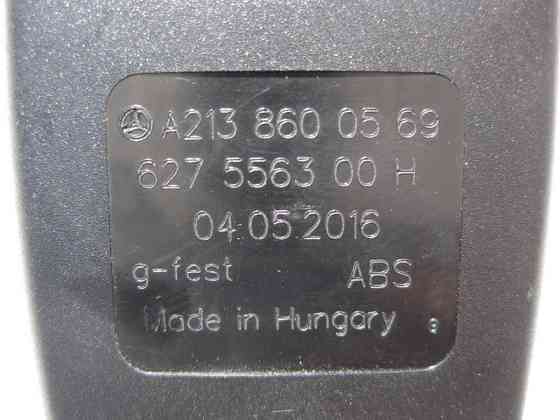 A213 860 05 69
627 5563 00 H
04.05.2016
g-fest ABS
Made in Hungary